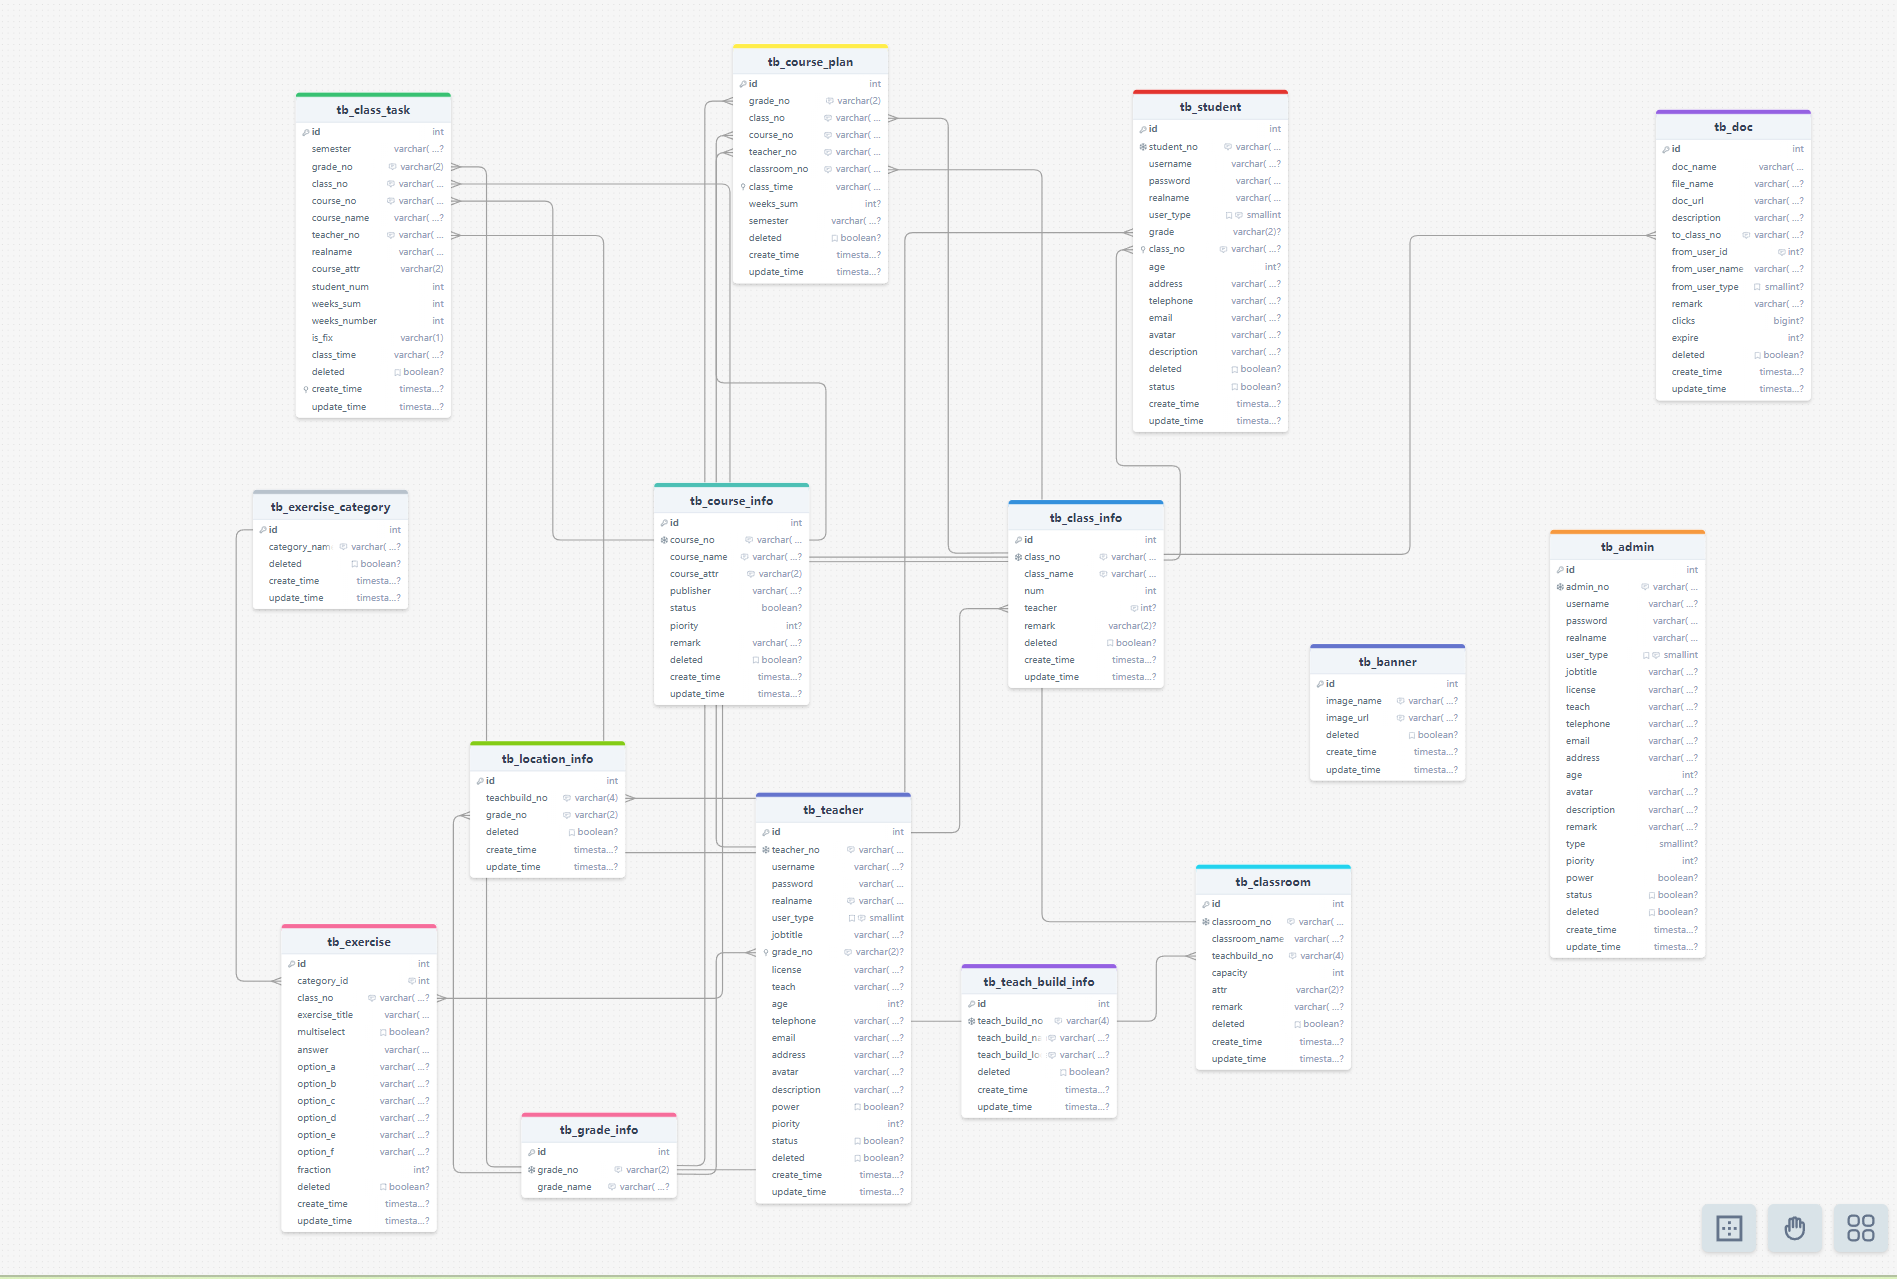 tb_course_plan
id int
grade_no varchar(2)
class_no varchar( ...
course_no varchar( ...
teacher_no varchar( ...
classroom_no varchar( ...
class_time varchar( ...
weeks_sum int?
semester varchar( ...?
deleted boolean?
create_time timesta...?
update_time timesta...?
tb_class_task
id int
semester varchar( ...?
grade_no varchar(2)
class_no varchar( ...
course_no varchar( ...
course_name varchar( ...?
teacher_no varchar( ...
realname varchar( ...
course_attr varchar(2)
student_num int
weeks_sum int
weeks_number int
is_fix varchar(1)
class_time varchar( ...?
deleted boolean?
create_time timesta...?
update_time timesta...?
tb_student
id int
student_no varchar( ...
username varchar( ...
password varchar( ...
realname varchar( ...
user_type smallint
grade varchar(2)?
class_no varchar( ...?
age int?
address varchar( ...?
telephone varchar( ...?
email varchar( ...?
avatar varchar( ...?
description varchar( ...?
deleted boolean?
status boolean?
create_time timesta...?
update_time timesta...?
tb_doc
id int
doc_name varchar( ...
file_name varchar( ...?
doc_url varchar( ...?
description varchar( ...?
to_class_no varchar( ...?
from_user_id int?
from_user_name varchar( ...?
from_user_type smallint?
remark varchar( ...?
clicks bigint?
expire int?
deleted boolean?
create_time timesta...?
update_time timesta...?
tb_exercise_category
id int
category_nam varchar( ...?
deleted boolean?
create_time timesta...?
update_time timesta...?
tb_course_info
id int
course_no varchar( ...
course_name varchar( ...?
course_attr varchar(2)
publisher varchar( ...?
status boolean?
piority int?
remark varchar( ...?
deleted boolean?
create_time timesta...?
update_time timesta...?
tb_class_info
id int
class_no varchar( ...
class_name varchar( ...
num int
teacher int?
remark varchar(2)?
deleted boolean?
create_time timesta...?
update_time timesta...?
tb_admin
id int
admin_no varchar( ...
username varchar( ...?
password varchar( ...
realname varchar( ...
user_type smallint
jobtitle varchar( ...?
license varchar( ...?
teach varchar( ...?
telephone varchar( ...?
email varchar( ...?
address varchar( ...?
age int?
avatar varchar( ...?
description varchar( ...?
remark varchar( ...?
type smallint?
piority int?
power boolean?
status boolean?
deleted boolean?
create_time timesta...?
update_time timesta...?
tb_banner
id int
image_name varchar( ...?
image_url varchar( ...?
deleted boolean?
create_time timesta...?
update_time timesta...?
tb_location_info
id int
teachbuild_no varchar(4)
grade_no varchar(2)
deleted boolean?
create_time timesta...?
update_time timesta...?
tb_teacher
id int
teacher_no varchar( ...
username varchar( ...?
password varchar( ...
realname varchar( ...
user_type smallint
jobtitle varchar( ...?
grade_no varchar(2)?
license varchar( ...?
teach varchar( ...?
age int?
telephone varchar( ...?
email varchar( ...?
address varchar( ...?
avatar varchar( ...?
description varchar( ...?
power boolean?
piority int?
status boolean?
deleted boolean?
create_time timesta...?
update_time timesta...?
tb_classroom
id int
classroom_no varchar( ...
classroom_name varchar( ...?
teachbuild_no varchar(4)
capacity int
attr varchar(2)?
remark varchar( ...?
deleted boolean?
create_time timesta...?
update_time timesta...?
tb_exercise
id int
category_id int
class_no varchar( ...?
exercise_title varchar( ...
multiselect boolean?
answer varchar( ...
option_a varchar( ...?
option_b varchar( ...?
option_c varchar( ...?
option_d varchar( ...?
option_e varchar( ...?
option_f varchar( ...?
fraction int?
deleted boolean?
create_time timesta...?
update_time timesta...?
tb_teach_build_info
id int
teach_build_no varchar(4)
teach_build_n varchar( ...?
teach_build_lo varchar( ...?
deleted boolean?
create_time timesta...?
update_time timesta...?
tb_grade_info
id int
grade_no varchar(2)
grade_name varchar( ...?